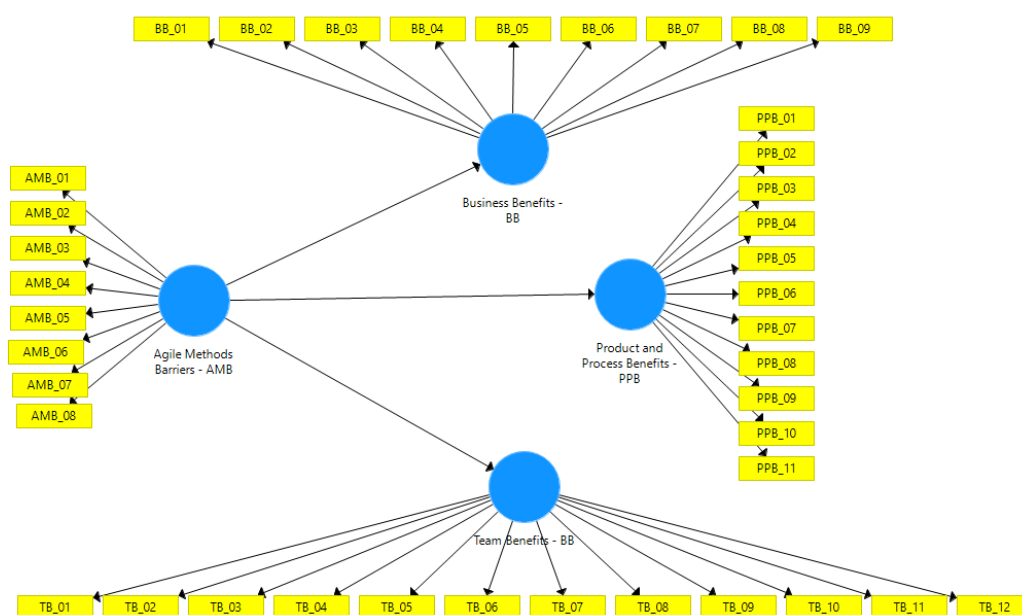 BB_01
BB_02
BB_03
BB_04
BB_05
BB_06
BB_07
BB_08
BB_09
Business Benefits -
BB
AMB_01
AMB_02
AMB_03
AMB_04
AMB_05
AMB_06
AMB_07
AMB_08
Agile Methods
Barriers - AMB
PPB_01
PPB_02
PPB_03
PPB_04
PPB_05
PPB_06
PPB_07
PPB_08
PPB_09
PPB_10
PPB_11
Product and
Process Benefits -
PPB
Team Benefits - BB
TB_01
TB_02
TB_03
TB_04
TB_05
TB_06
TB_07
TB_08
TB_09
TB_10
TB_11
TB_12